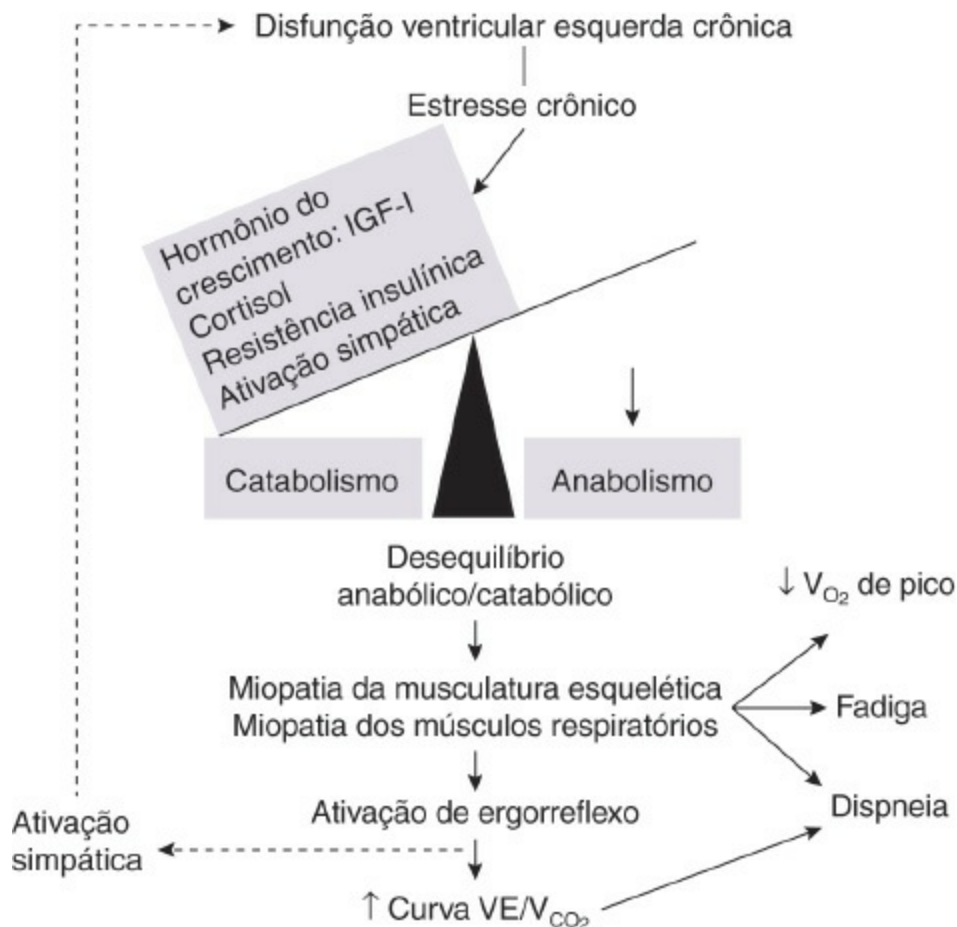 Disfunção ventricular esquerda crônica
Estresse crônico
Hormônio do
crescimento: IGF-I
Cortisol
Resistência insulínica
Ativação simpática
Catabolismo
Anabolismo
Desequilíbrio
anabólico/catabólico
↓ V_O₂ de pico
Miopatia da musculatura esquelética
Miopatia dos músculos respiratórios
Fadiga
Ativação de ergorreflexo
Dispneia
Ativação
simpática
↑ Curva VE/V_CO₂